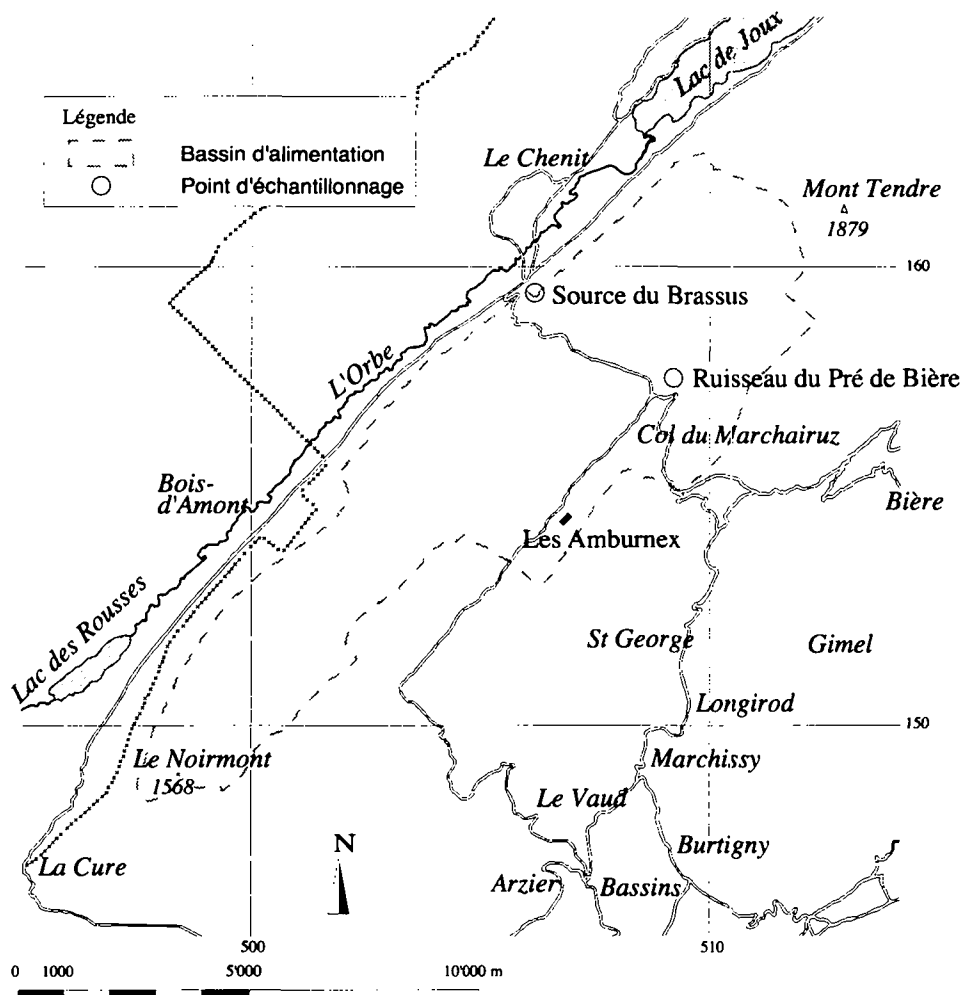 Lac de Joux
Légende
Bassin d'alimentation
Point d'échantillonnage
Le Chenit
Mont Tendre
1879
160
Source du Brassus
L'Orbe
Ruisseau du Pré de Bière
Col du Marchairuz
Bois-
d'Amont
Bière
Les Amburnex
Lac des Rousses
St George
Gimel
Longirod
150
Le Noirmont
1568
Marchissy
Le Vaud
N
Burtigny
La Cure
Arzier
Bassins
500
510
0 1000 5'000 10'000 m